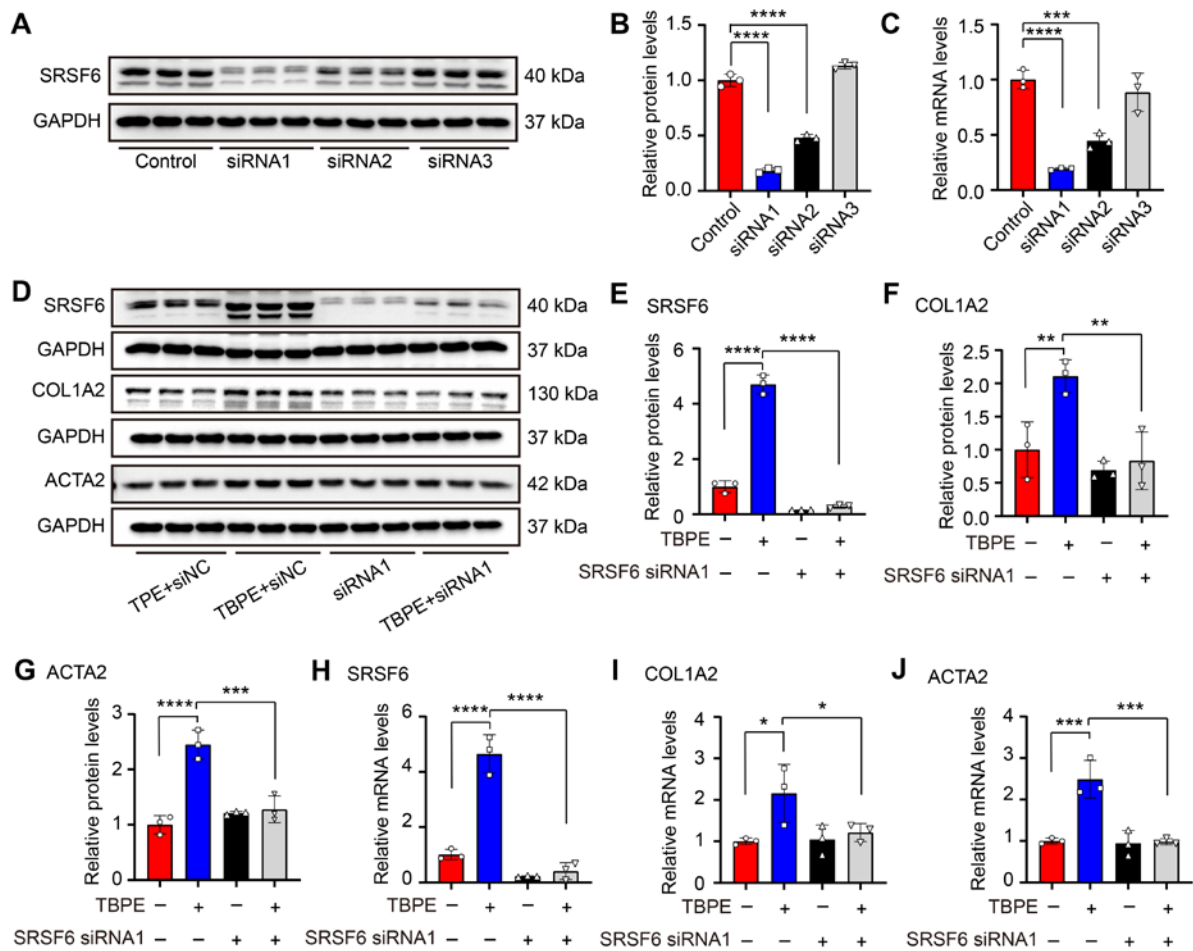 A
SRSF6
40 kDa
GAPDH
37 kDa
Control
siRNA1
siRNA2
siRNA3
B
Relative protein levels
1.5
1.0
0.5
0.0
****
****
Control
siRNA1
siRNA2
siRNA3
C
Relative mRNA levels
1.5
1.0
0.5
0.0
***
****
Control
siRNA1
siRNA2
siRNA3
D
SRSF6
40 kDa
GAPDH
37 kDa
COL1A2
130 kDa
GAPDH
37 kDa
ACTA2
42 kDa
GAPDH
37 kDa
TPE+siNC
TBPE+siNC
siRNA1
TBPE+siRNA1
E
SRSF6
Relative protein levels
6
4
2
0
**** ****
TBPE – + – +
SRSF6 siRNA1 – – + +
F
COL1A2
Relative protein levels
2.5
2.0
1.5
1.0
0.5
0.0
** **
TBPE – + – +
SRSF6 siRNA1 – – + +
G ACTA2
Relative protein levels
3
2
1
0
**** ***
TBPE – + – +
SRSF6 siRNA1 – – + +
H SRSF6
Relative mRNA levels
6
4
2
0
**** ****
TBPE – + – +
SRSF6 siRNA1 – – + +
I COL1A2
Relative mRNA levels
4
3
2
1
0
* *
TBPE – + – +
SRSF6 siRNA1 – – + +
J ACTA2
Relative mRNA levels
4
3
2
1
0
*** ***
TBPE – + – +
SRSF6 siRNA1 – – + +